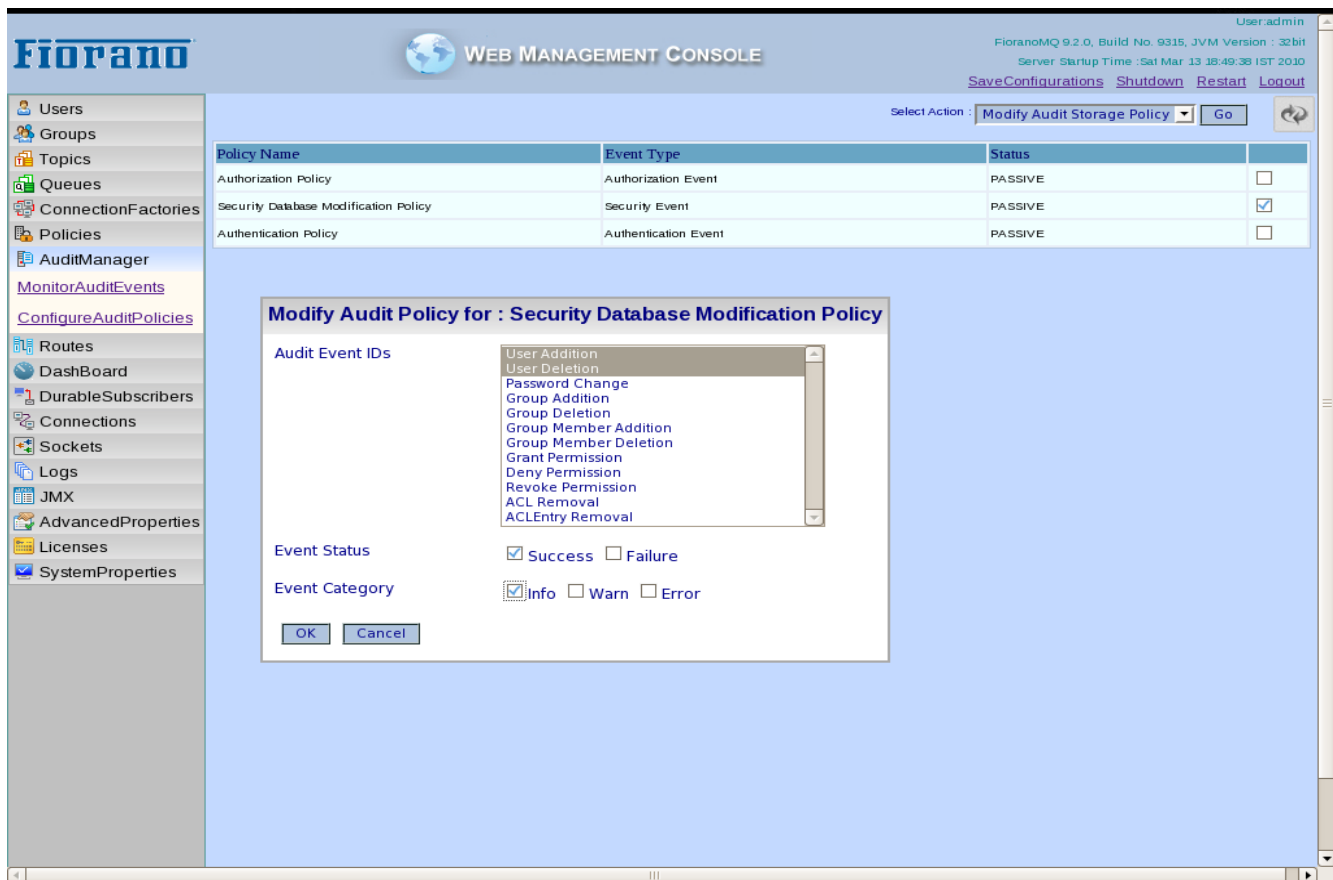 User:admin
Fiorano
WEB MANAGEMENT CONSOLE
FioranoMQ 9.2.0, Build No. 9315, JVM Version : 32bit
Server Startup Time :Sat Mar 13 18:49:38 IST 2010
SaveConfigurations Shutdown Restart Logout
Users
Groups
Topics
Queues
ConnectionFactories
Policies
AuditManager
MonitorAuditEvents
ConfigureAuditPolicies
Routes
DashBoard
DurableSubscribers
Connections
Sockets
Logs
JMX
AdvancedProperties
Licenses
SystemProperties
Select Action : Modify Audit Storage Policy Go
Policy Name Event Type Status
Authorization Policy Authorization Event PASSIVE
Security Database Modification Policy Security Event PASSIVE
Authentication Policy Authentication Event PASSIVE
Modify Audit Policy for : Security Database Modification Policy
Audit Event IDs
User Addition
User Deletion
Password Change
Group Addition
Group Deletion
Group Member Addition
Group Member Deletion
Grant Permission
Deny Permission
Revoke Permission
ACL Removal
ACLEntry Removal
Event Status Success Failure
Event Category Info Warn Error
OK Cancel